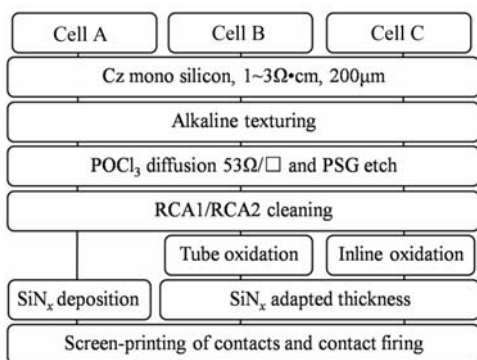 Cell A Cell B Cell C
Cz mono silicon, 1~3Ω•cm, 200μm
Alkaline texturing
POCl₃ diffusion 53Ω/□ and PSG etch
RCA1/RCA2 cleaning
Tube oxidation Inline oxidation
SiNₓ deposition SiNₓ adapted thickness
Screen-printing of contacts and contact firing